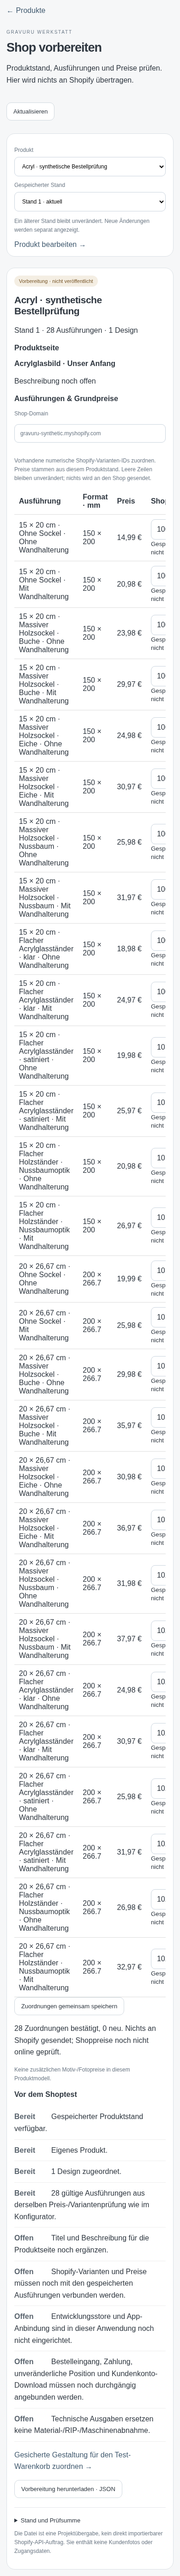 ← Produkte
GRAVURU WERKSTATT
Shop vorbereiten
Produktstand, Ausführungen und Preise prüfen.
Hier wird nichts an Shopify übertragen.
Aktualisieren
Produkt
Acryl · synthetische Bestellprüfung
Gespeicherter Stand
Stand 1 · aktuell
Ein älterer Stand bleibt unverändert. Neue Änderungen
werden separat angezeigt.
Produkt bearbeiten →
Vorbereitung · nicht veröffentlicht
Acryl · synthetische
Bestellprüfung
Stand 1 · 28 Ausführungen · 1 Design
Produktseite
Acrylglasbild · Unser Anfang
Beschreibung noch offen
Ausführungen & Grundpreise
Shop-Domain
gravuru-synthetic.myshopify.com
Vorhandene numerische Shopify-Varianten-IDs zuordnen.
Preise stammen aus diesem Produktstand. Leere Zeilen
bleiben unverändert; nichts wird an den Shop gesendet.
Ausführung Format · mm Preis Shop
15 × 20 cm ·
Ohne Sockel ·
Ohne
Wandhalterung
150 ×
200
14,99 €
15 × 20 cm ·
Ohne Sockel ·
Mit
Wandhalterung
150 ×
200
20,98 €
15 × 20 cm ·
Massiver
Holzsockel ·
Buche · Ohne
Wandhalterung
150 ×
200
23,98 €
15 × 20 cm ·
Massiver
Holzsockel ·
Buche · Mit
Wandhalterung
150 ×
200
29,97 €
15 × 20 cm ·
Massiver
Holzsockel ·
Eiche · Ohne
Wandhalterung
150 ×
200
24,98 €
15 × 20 cm ·
Massiver
Holzsockel ·
Eiche · Mit
Wandhalterung
150 ×
200
30,97 €
15 × 20 cm ·
Massiver
Holzsockel ·
Nussbaum ·
Ohne
Wandhalterung
150 ×
200
25,98 €
15 × 20 cm ·
Massiver
Holzsockel ·
Nussbaum · Mit
Wandhalterung
150 ×
200
31,97 €
15 × 20 cm ·
Flacher
Acrylglasständer
· klar · Ohne
Wandhalterung
150 ×
200
18,98 €
15 × 20 cm ·
Flacher
Acrylglasständer
· klar · Mit
Wandhalterung
150 ×
200
24,97 €
15 × 20 cm ·
Flacher
Acrylglasständer
· satiniert ·
Ohne
Wandhalterung
150 ×
200
19,98 €
15 × 20 cm ·
Flacher
Acrylglasständer
· satiniert · Mit
Wandhalterung
150 ×
200
25,97 €
15 × 20 cm ·
Flacher
Holzständer ·
Nussbaumoptik
· Ohne
Wandhalterung
150 ×
200
20,98 €
15 × 20 cm ·
Flacher
Holzständer ·
Nussbaumoptik
· Mit
Wandhalterung
150 ×
200
26,97 €
20 × 26,67 cm ·
Ohne Sockel ·
Ohne
Wandhalterung
200 ×
266.7
19,99 €
20 × 26,67 cm ·
Ohne Sockel ·
Mit
Wandhalterung
200 ×
266.7
25,98 €
20 × 26,67 cm ·
Massiver
Holzsockel ·
Buche · Ohne
Wandhalterung
200 ×
266.7
29,98 €
20 × 26,67 cm ·
Massiver
Holzsockel ·
Buche · Mit
Wandhalterung
200 ×
266.7
35,97 €
20 × 26,67 cm ·
Massiver
Holzsockel ·
Eiche · Ohne
Wandhalterung
200 ×
266.7
30,98 €
20 × 26,67 cm ·
Massiver
Holzsockel ·
Eiche · Mit
Wandhalterung
200 ×
266.7
36,97 €
20 × 26,67 cm ·
Massiver
Holzsockel ·
Nussbaum ·
Ohne
Wandhalterung
200 ×
266.7
31,98 €
20 × 26,67 cm ·
Massiver
Holzsockel ·
Nussbaum · Mit
Wandhalterung
200 ×
266.7
37,97 €
20 × 26,67 cm ·
Flacher
Acrylglasständer
· klar · Ohne
Wandhalterung
200 ×
266.7
24,98 €
20 × 26,67 cm ·
Flacher
Acrylglasständer
· klar · Mit
Wandhalterung
200 ×
266.7
30,97 €
20 × 26,67 cm ·
Flacher
Acrylglasständer
· satiniert ·
Ohne
Wandhalterung
200 ×
266.7
25,98 €
20 × 26,67 cm ·
Flacher
Acrylglasständer
· satiniert · Mit
Wandhalterung
200 ×
266.7
31,97 €
20 × 26,67 cm ·
Flacher
Holzständer ·
Nussbaumoptik
· Ohne
Wandhalterung
200 ×
266.7
26,98 €
20 × 26,67 cm ·
Flacher
Holzständer ·
Nussbaumoptik
· Mit
Wandhalterung
200 ×
266.7
32,97 €
Zuordnungen gemeinsam speichern
28 Zuordnungen bestätigt, 0 neu. Nichts an
Shopify gesendet; Shoppreise noch nicht
online geprüft.
Keine zusätzlichen Motiv-/Fotopreise in diesem
Produktmodell.
Vor dem Shoptest
Bereit Gespeicherter Produktstand
verfügbar.
Bereit Eigenes Produkt.
Bereit 1 Design zugeordnet.
Bereit 28 gültige Ausführungen aus
derselben Preis-/Variantenprüfung wie im
Konfigurator.
Offen Titel und Beschreibung für die
Produktseite noch ergänzen.
Offen Shopify-Varianten und Preise
müssen noch mit den gespeicherten
Ausführungen verbunden werden.
Offen Entwicklungsstore und App-
Anbindung sind in dieser Anwendung noch
nicht eingerichtet.
Offen Bestelleingang, Zahlung,
unveränderliche Position und Kundenkonto-
Download müssen noch durchgängig
angebunden werden.
Offen Technische Ausgaben ersetzen
keine Material-/RIP-/Maschinenabnahme.
Gesicherte Gestaltung für den Test-
Warenkorb zuordnen →
Vorbereitung herunterladen · JSON
▶ Stand und Prüfsumme
Die Datei ist eine Projektübergabe, kein direkt importierbarer
Shopify-API-Auftrag. Sie enthält keine Kundenfotos oder
Zugangsdaten.